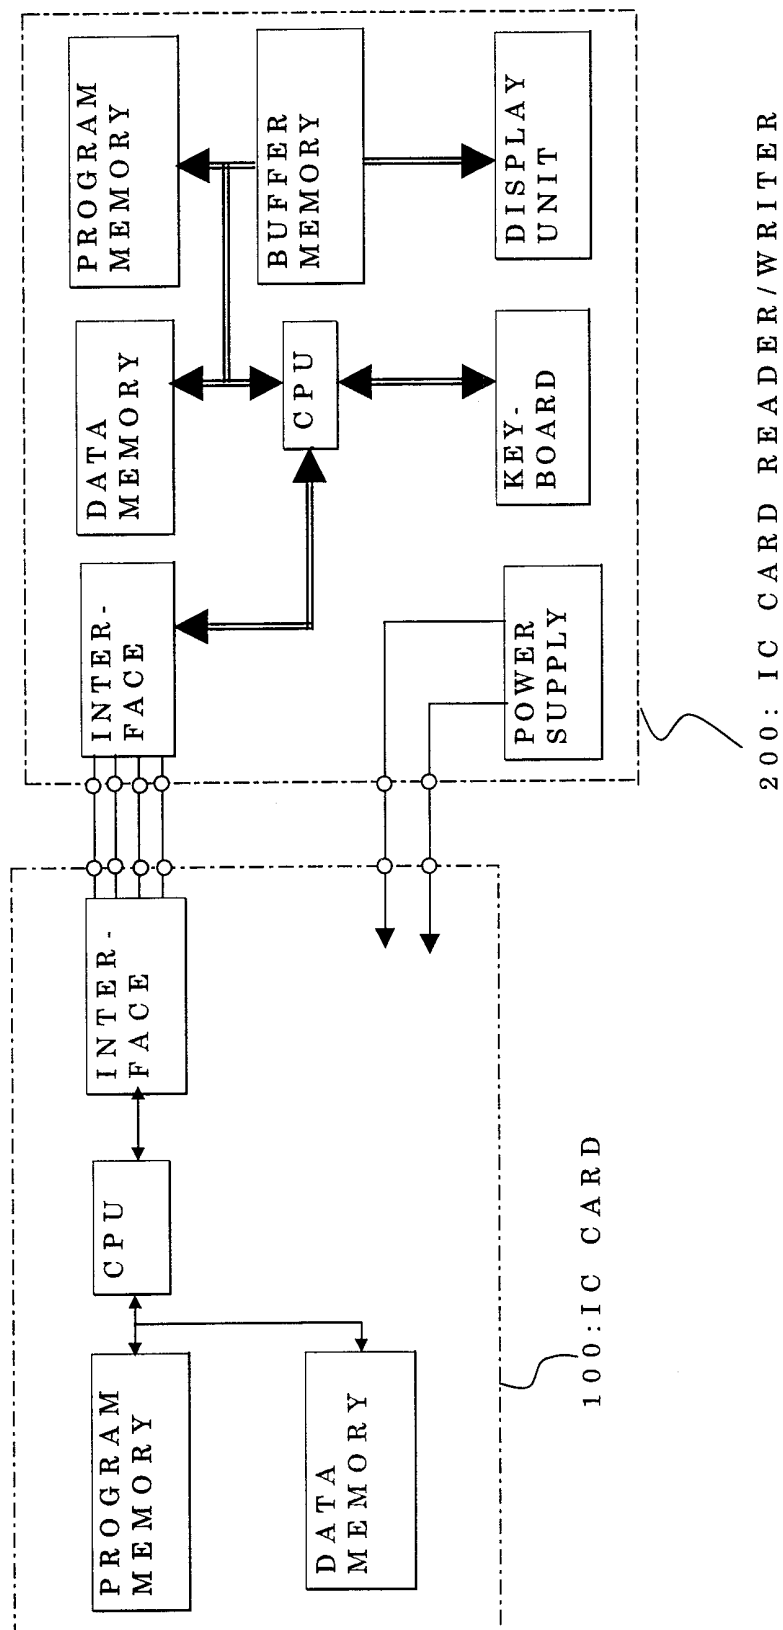 PROGRAM
MEMORY
DATA
MEMORY
CPU
INTER-
FACE
100:IC CARD
INTER-
FACE
DATA
MEMORY
PROGRAM
MEMORY
CPU
BUFFER
MEMORY
POWER
SUPPLY
KEY-
BOARD
DISPLAY
UNIT
200: IC CARD READER/WRITER